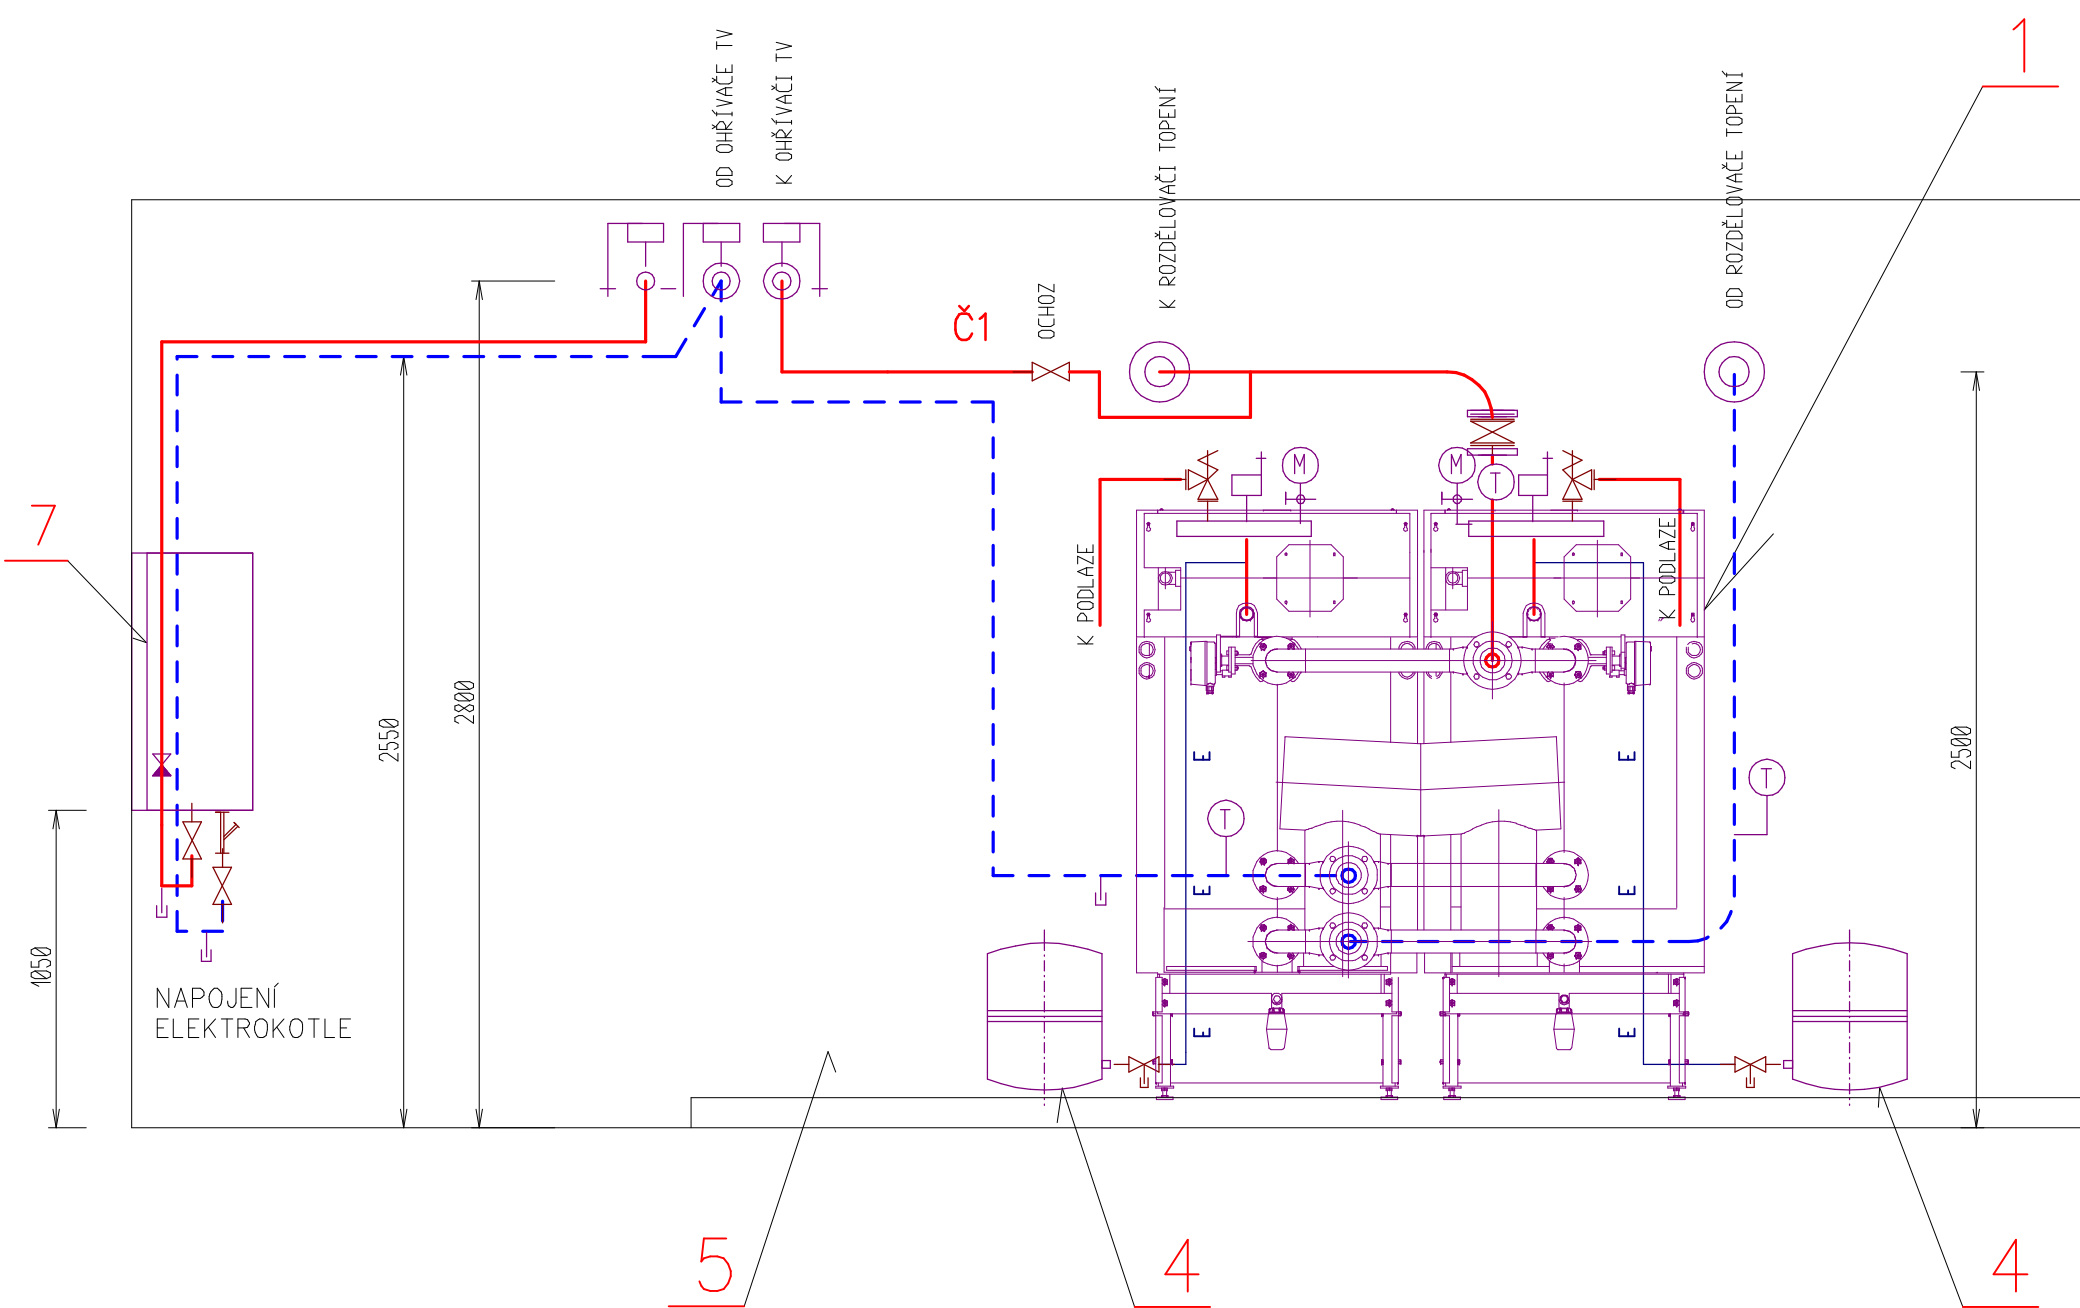 1
OD OHŘÍVAČE TV
K OHŘÍVAČI TV
K ROZDĚLOVAČI TOPENÍ
OD ROZDĚLOVAČE TOPENÍ
Č1
OCHOZ
M
M
T
7
K PODLAZE
K PODLAZE
2550
2800
2500
E
E
T
T
E
E
1050
NAPOJENÍ
ELEKTROKOTLE
E
E
5
4
4